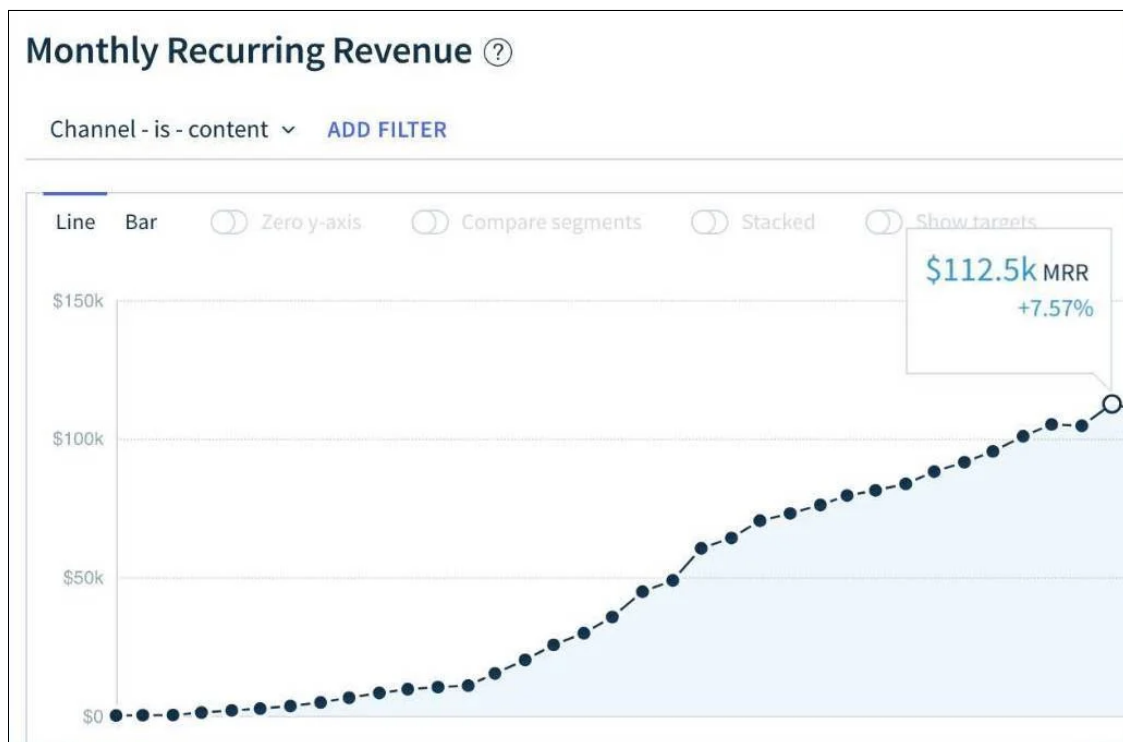 Monthly Recurring Revenue ?
Channel - is - content ADD FILTER
Line Bar Zero y-axis Compare segments Stacked Show targets
$112.5k MRR
+7.57%
$150k
$100k
$50k
$0